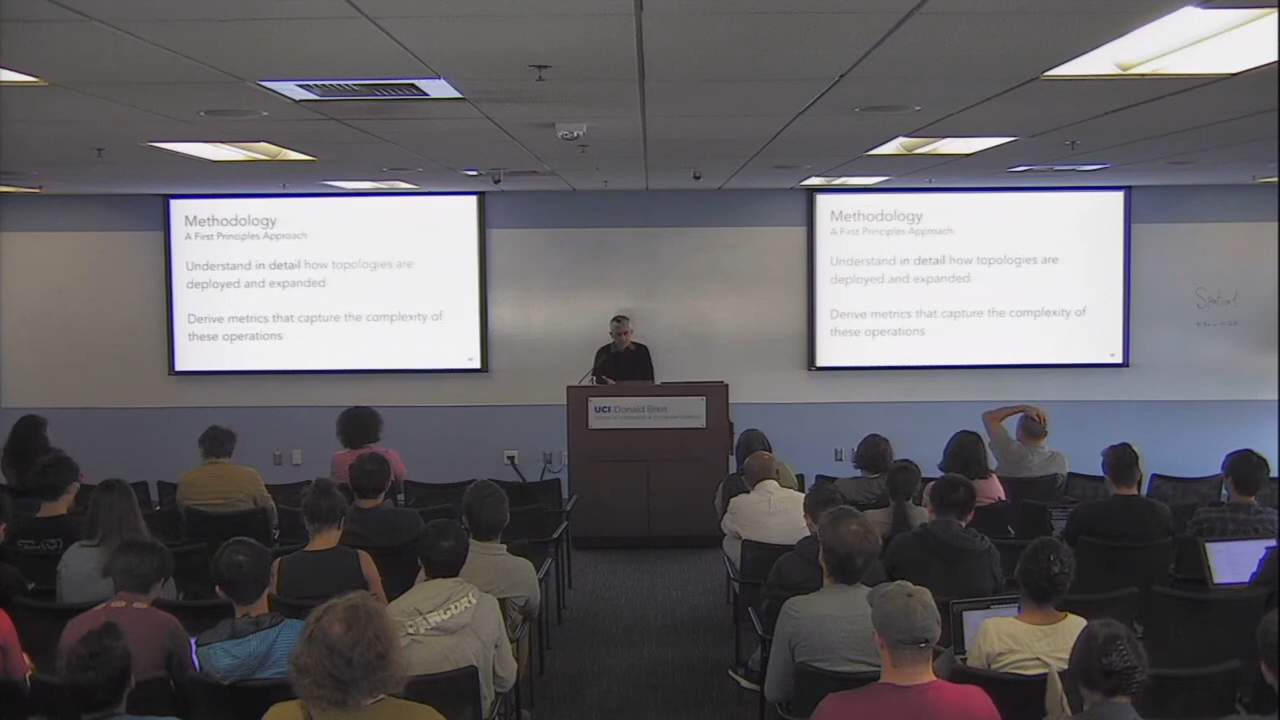 Methodology
A First Principles Approach
Understand in detail how topologies are
deployed and expanded
Derive metrics that capture the complexity of
these operations
Methodology
A First Principles Approach
Understand in detail how topologies are
deployed and expanded
Derive metrics that capture the complexity of
these operations
Spatial
UCI Donald Bren
PARCOURT